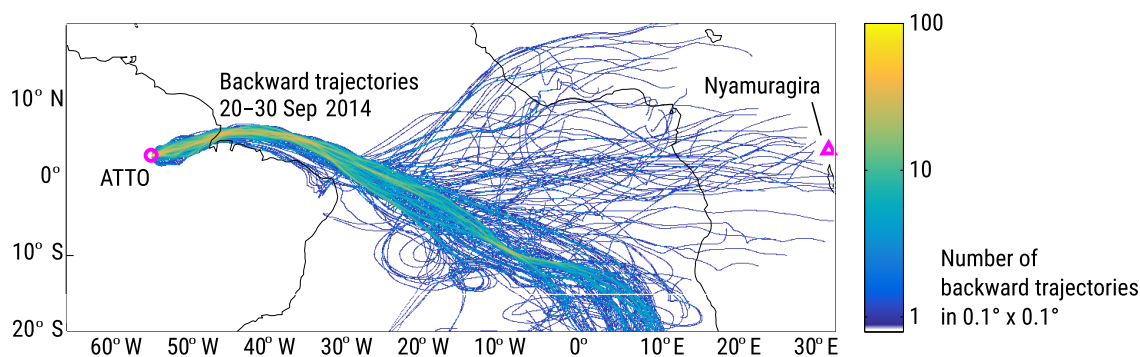 Backward trajectories
20–30 Sep 2014
Nyamuragira
ATTO
10° N
0°
10° S
20° S
60° W
50° W
40° W
30° W
20° W
10° W
0°
10° E
20° E
30° E
100
10
1
Number of
backward trajectories
in 0.1° x 0.1°